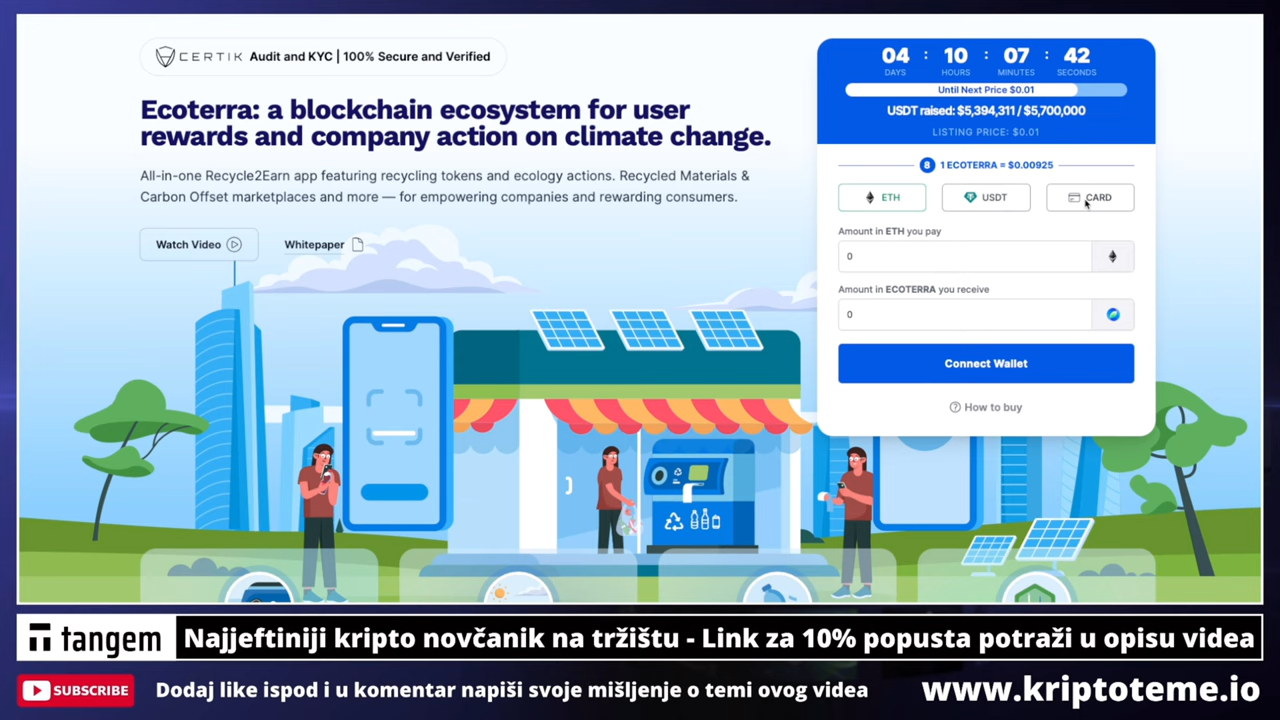 CERTIK Audit and KYC | 100% Secure and Verified
Ecoterra: a blockchain ecosystem for user
rewards and company action on climate change.
All-in-one Recycle2Earn app featuring recycling tokens and ecology actions. Recycled Materials &
Carbon Offset marketplaces and more — for empowering companies and rewarding consumers.
Watch Video
Whitepaper
04 : 10 : 07 : 42
DAYS HOURS MINUTES SECONDS
Until Next Price $0.01
USDT raised: $5,394,311 / $5,700,000
LISTING PRICE: $0.01
8 1 ECOTERRA = $0.00925
ETH USDT CARD
Amount in ETH you pay
0
Amount in ECOTERRA you receive
0
Connect Wallet
How to buy
tangem Najjeftiniji kripto novčanik na tržištu - Link za 10% popusta potraži u opisu videa
SUBSCRIBE Dodaj like ispod i u komentar napiši svoje mišljenje o temi ovog videa www.kriptoteme.io